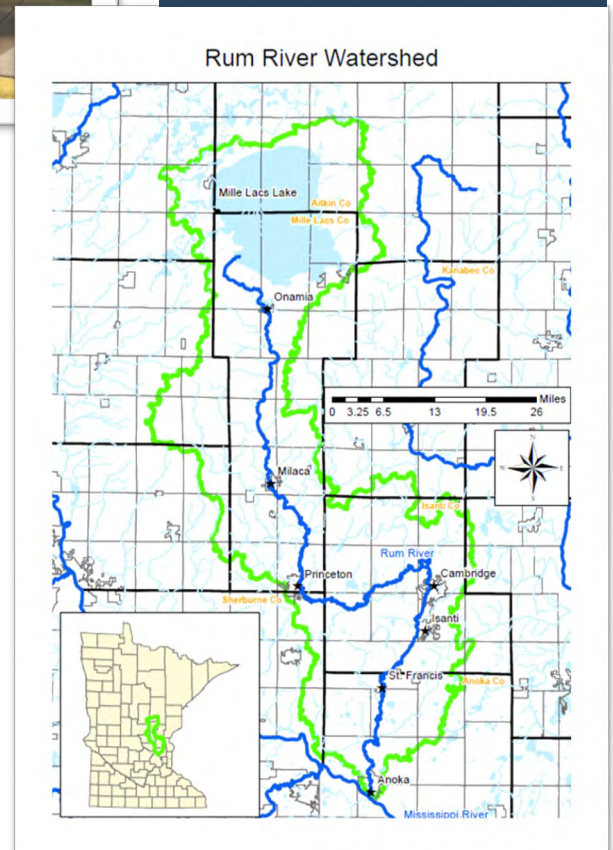 Rum River Watershed
Mille Lacs Lake
Aitkin Co
Mille Lacs Co
Kanabec Co
Onamia
Miles
0 3.25 6.5 13 19.5 26
N
W E
S
Milaca
Isanti Co
Rum River
Princeton
Cambridge
Sherburne Co
Isanti
St. Francis
Anoka Co
Anoka
Mississippi River